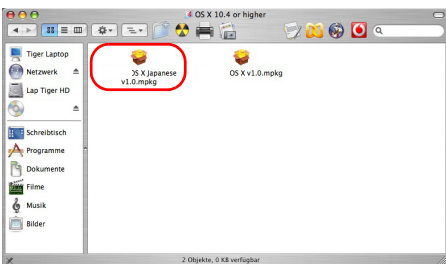 OS X 10.4 or higher
Tiger Laptop
Netzwerk
Lap Tiger HD
Schreibtisch
Programme
Dokumente
Filme
Musik
Bilder
OS X Japanese
v1.0.mpkg
OS X v1.0.mpkg
2 Objekte, 0 KB verfügbar